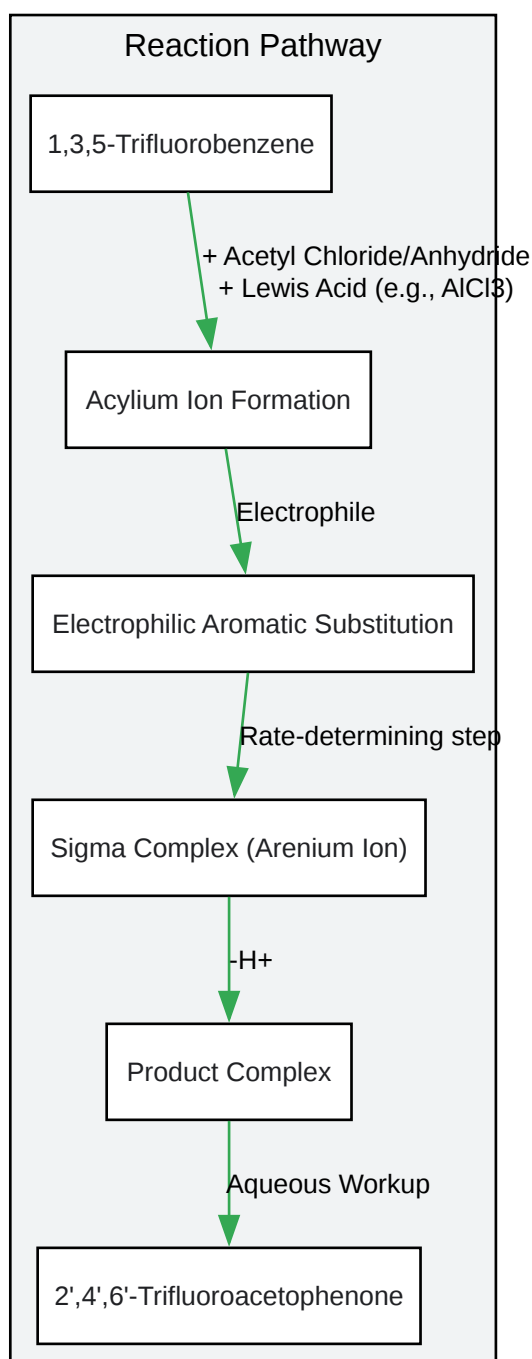 Reaction Pathway
1,3,5-Trifluorobenzene
+ Acetyl Chloride/Anhydride
+ Lewis Acid (e.g., AlCl3)
Acylium Ion Formation
Electrophile
Electrophilic Aromatic Substitution
Rate-determining step
Sigma Complex (Arenium Ion)
-H+
Product Complex
Aqueous Workup
2',4',6'-Trifluoroacetophenone